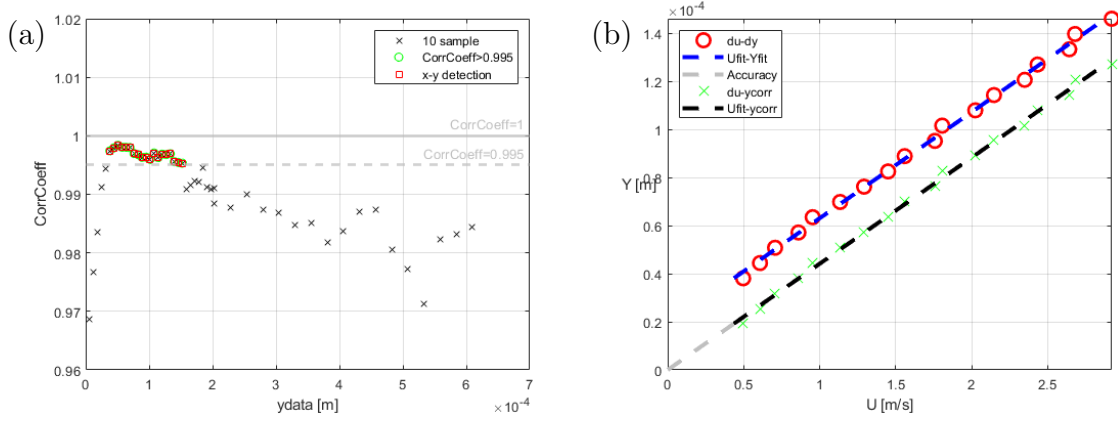 (a)
1.02
1.01
1
0.99
0.98
0.97
0.96
CorrCoeff
10 sample
CorrCoeff>0.995
x-y detection
CorrCoeff=1
CorrCoeff=0.995
0 1 2 3 4 5 6 7
ydata [m]
× 10⁻⁴
(b)
×10⁻⁴
1.4
1.2
1
0.8
0.6
0.4
0.2
0
Y [m]
du-dy
Ufit-Yfit
Accuracy
du-ycorr
Ufit-ycorr
0 0.5 1 1.5 2 2.5
U [m/s]